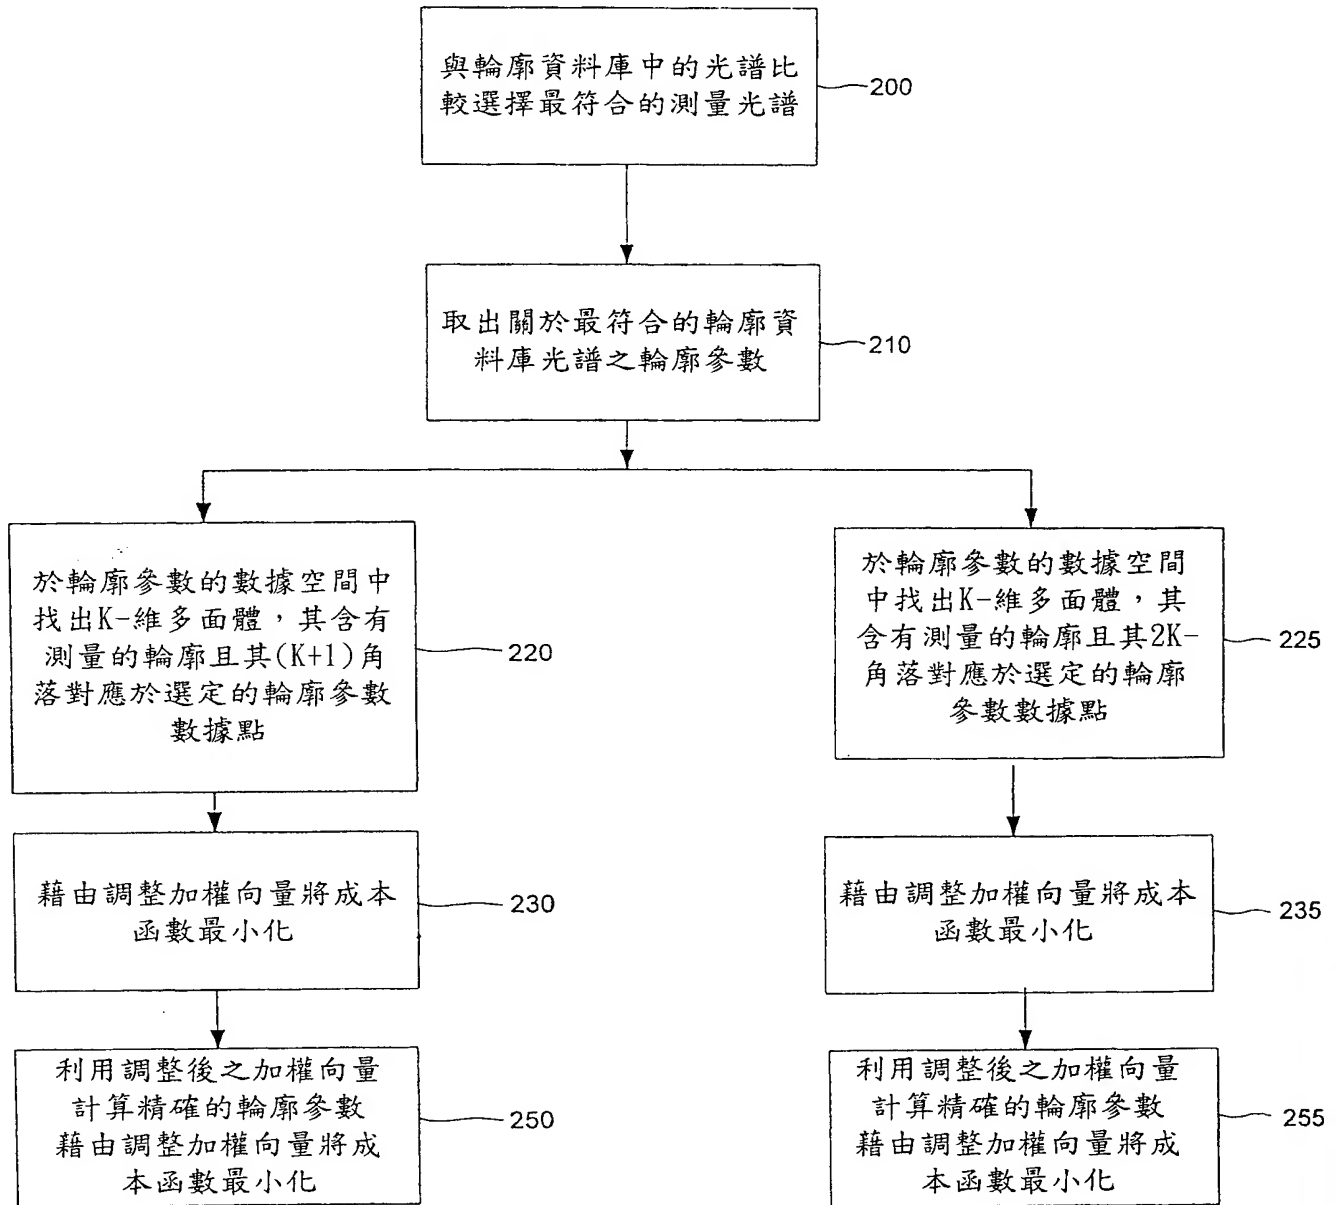 與輪廓資料庫中的光譜比
較選擇最符合的測量光譜
200
取出關於最符合的輪廓資
料庫光譜之輪廓參數
210
於輪廓參數的數據空間中
找出K-維多面體，其含有
測量的輪廓且其(K+1)角
落對應於選定的輪廓參數
數據點
220
於輪廓參數的數據空間
中找出K-維多面體，其
含有測量的輪廓且其2K-
角落對應於選定的輪廓
參數數據點
225
藉由調整加權向量將成本
函數最小化
230
藉由調整加權向量將成本
函數最小化
235
利用調整後之加權向量
計算精確的輪廓參數
藉由調整加權向量將成
本函數最小化
250
利用調整後之加權向量
計算精確的輪廓參數
藉由調整加權向量將成
本函數最小化
255